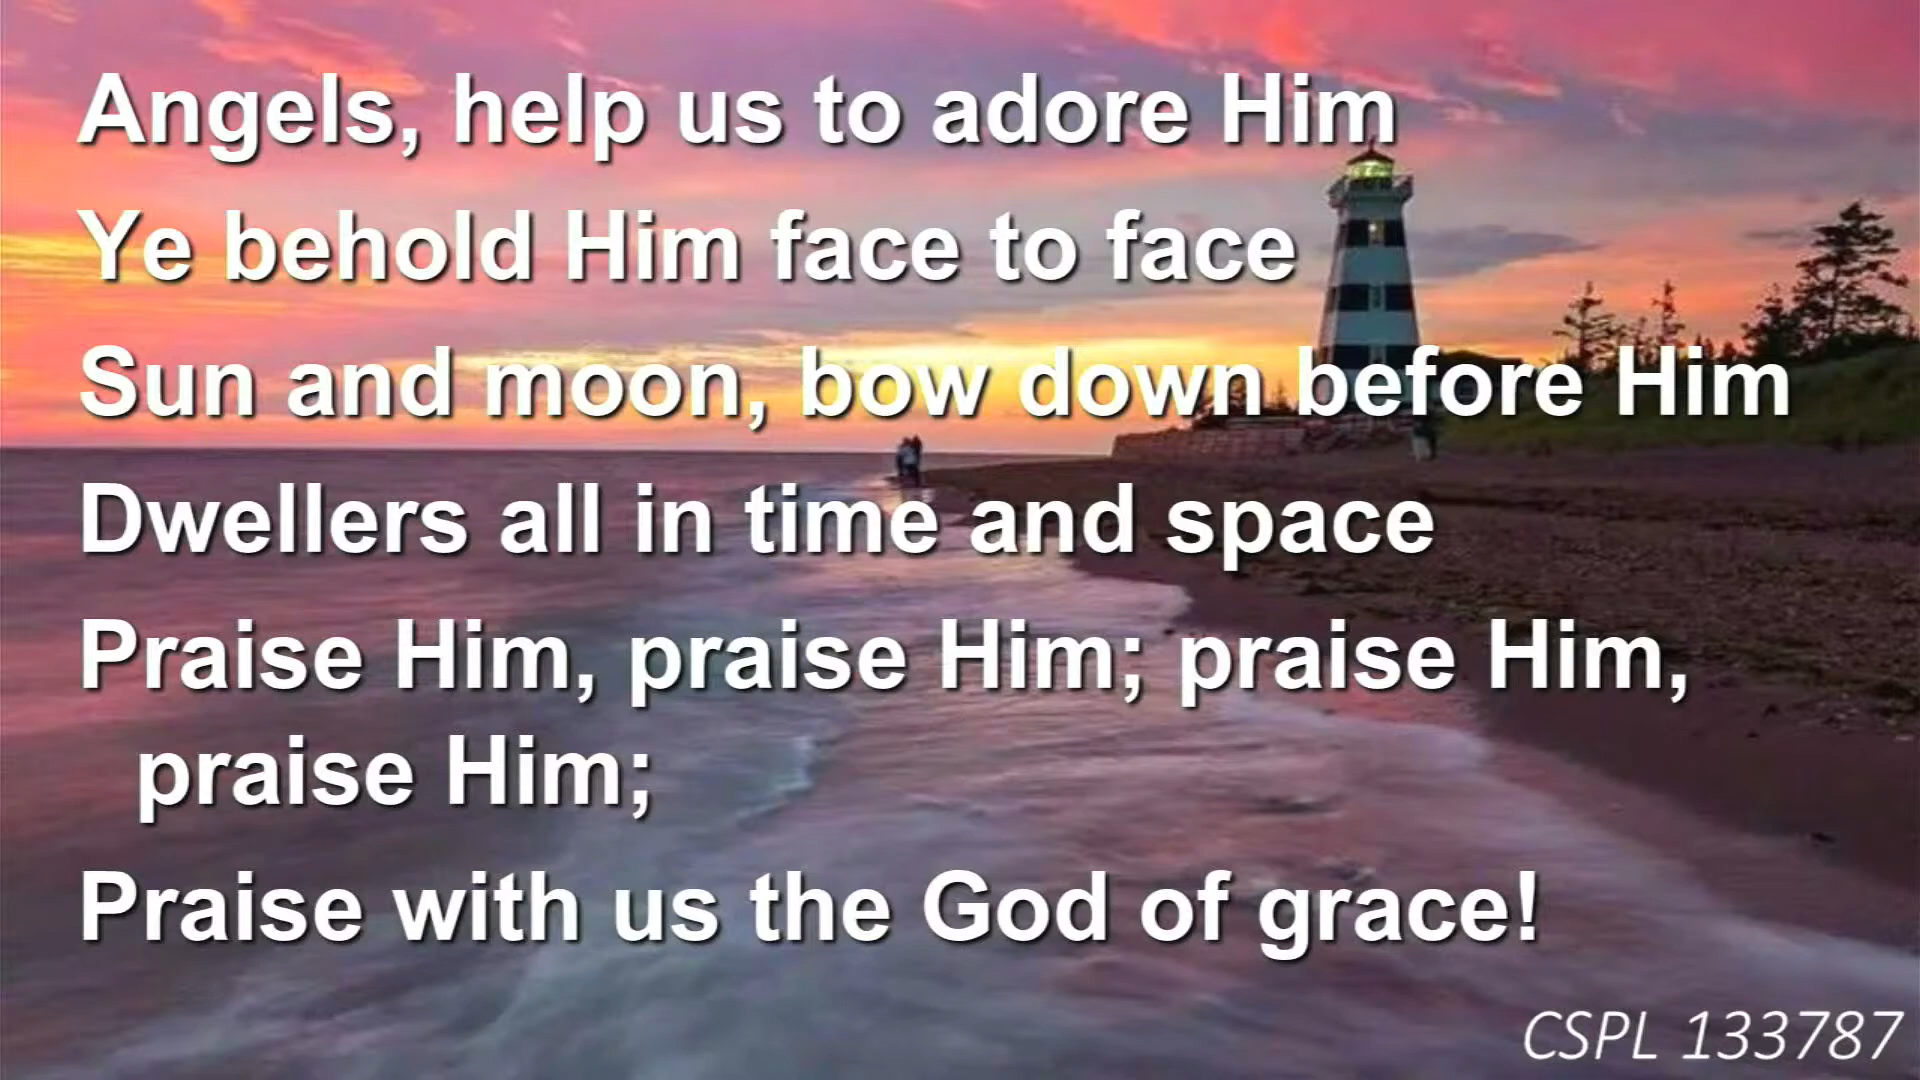 Angels, help us to adore Him
Ye behold Him face to face
Sun and moon, bow down before Him
Dwellers all in time and space
Praise Him, praise Him; praise Him,
praise Him;
Praise with us the God of grace!
CSPL 133787